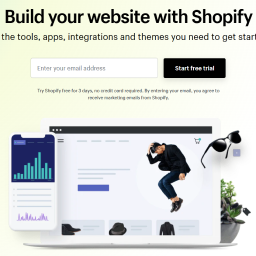 Build your website with Shopify
the tools, apps, integrations and themes you need to get start
Enter your email address
Start free trial
Try Shopify free for 3 days, no credit card required. By entering your email, you agree to
receive marketing emails from Shopify.